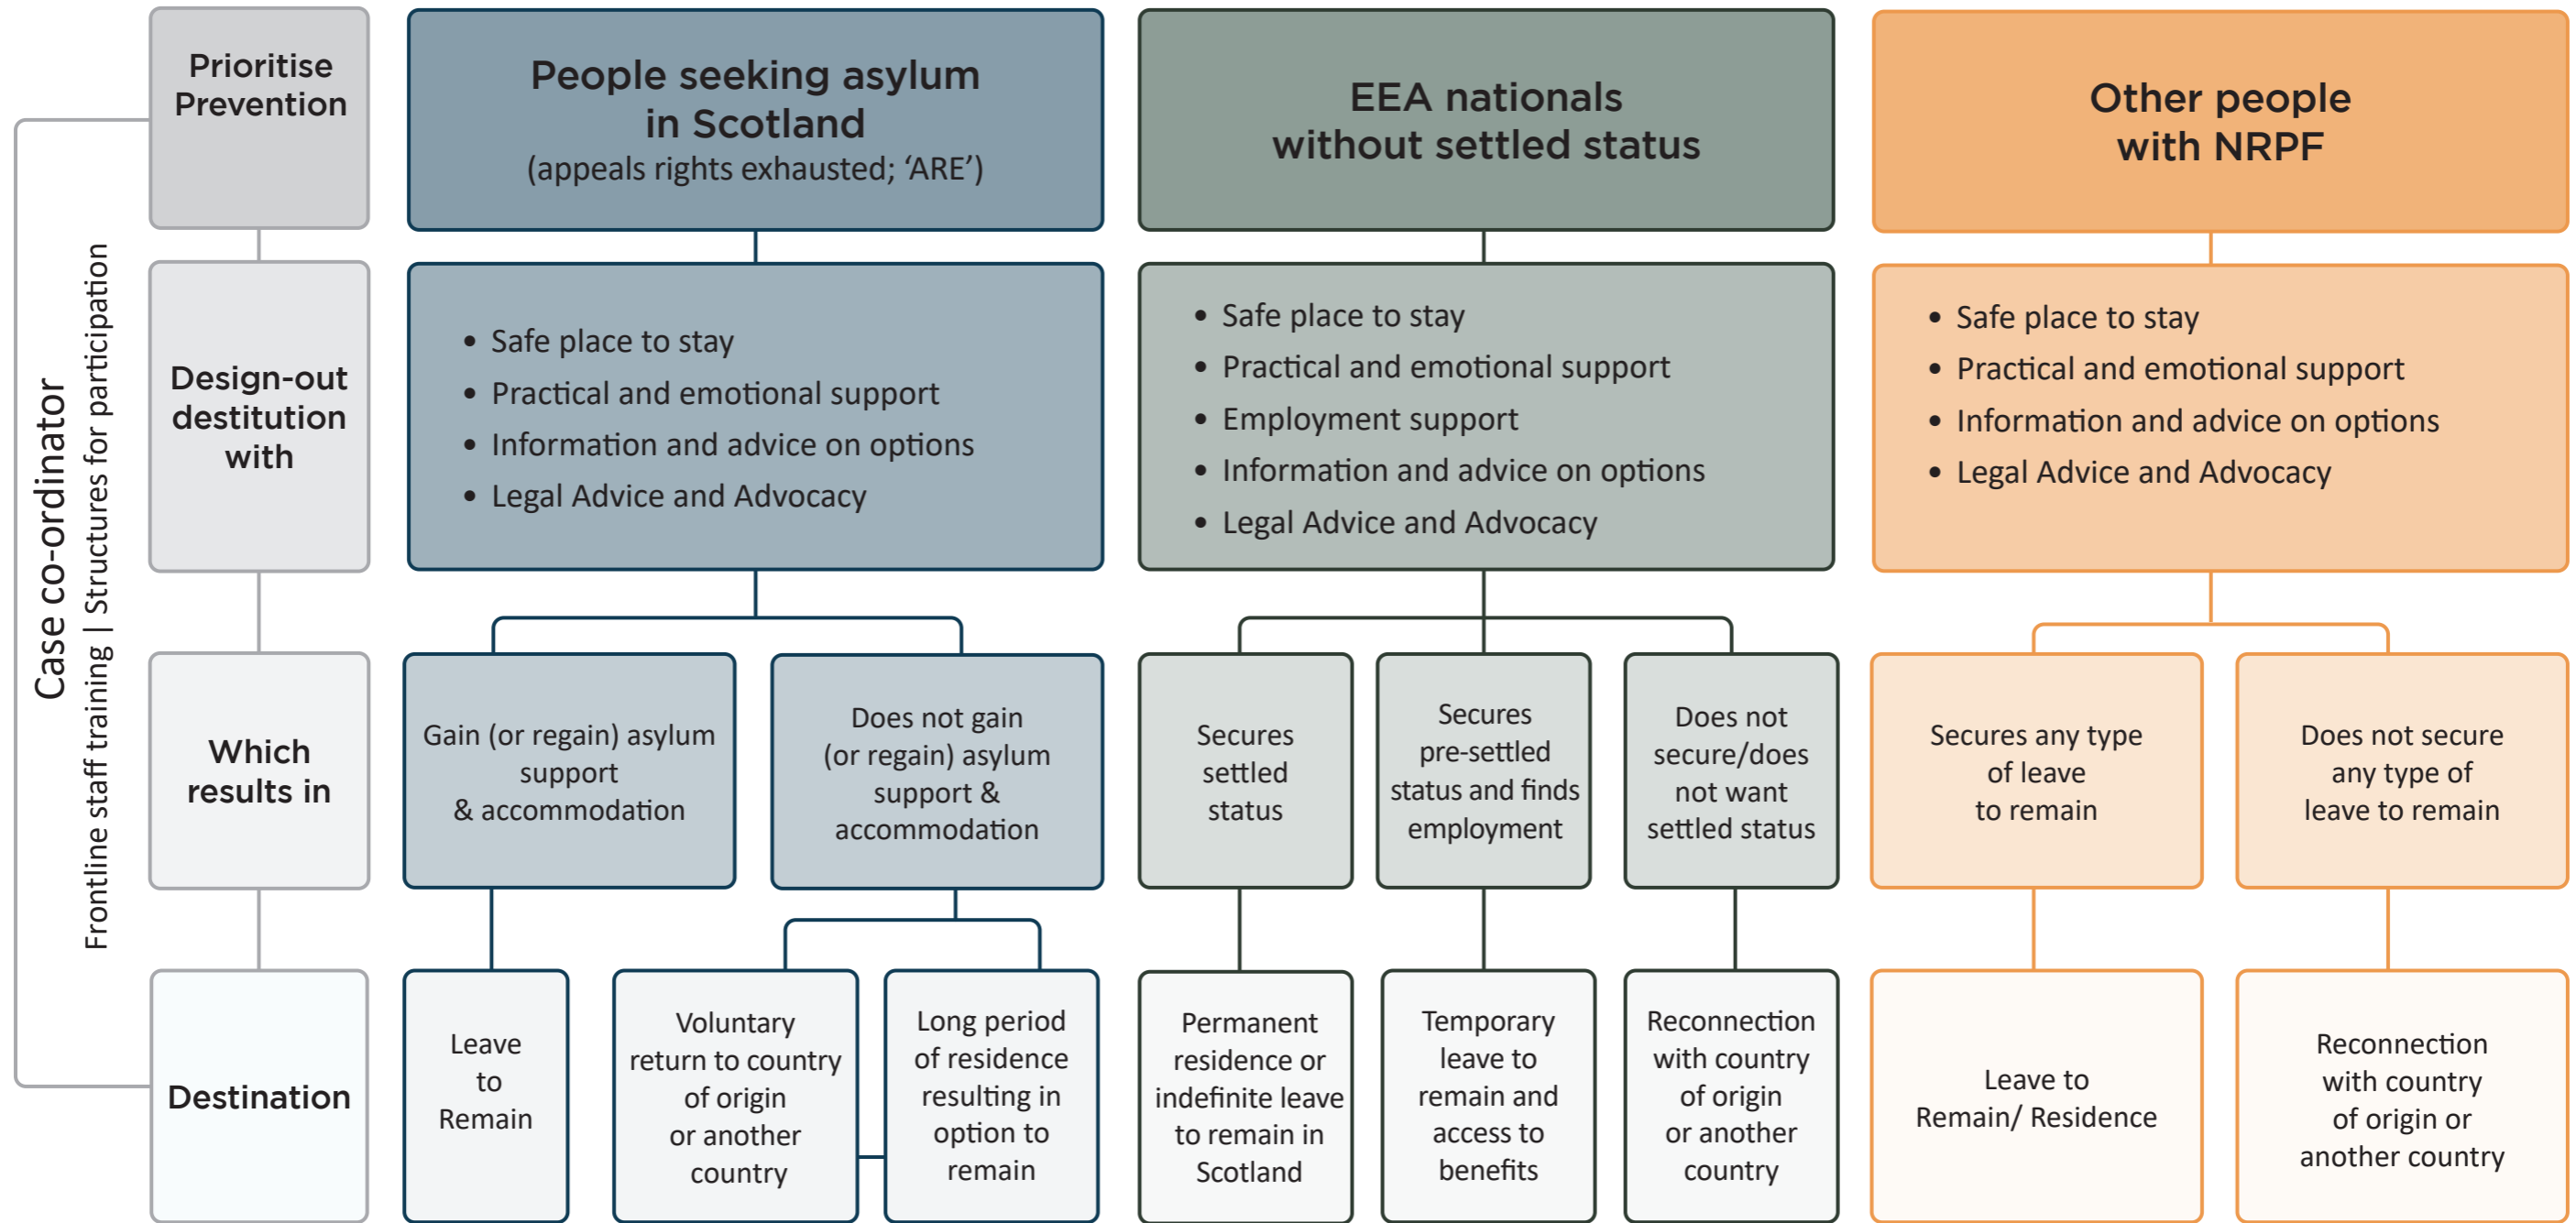 Case co-ordinator
Frontline staff training | Structures for participation
Prioritise
Prevention
People seeking asylum
in Scotland
(appeals rights exhausted; ‘ARE’)
EEA nationals
without settled status
Other people
with NRPF
Design-out
destitution
with
• Safe place to stay
• Practical and emotional support
• Information and advice on options
• Legal Advice and Advocacy
• Safe place to stay
• Practical and emotional support
• Employment support
• Information and advice on options
• Legal Advice and Advocacy
• Safe place to stay
• Practical and emotional support
• Information and advice on options
• Legal Advice and Advocacy
Which
results in
Gain (or regain) asylum
support
& accommodation
Does not gain
(or regain) asylum
support &
accommodation
Secures
settled
status
Secures
pre-settled
status and finds
employment
Does not
secure/does
not want
settled status
Secures any type
of leave
to remain
Does not secure
any type of
leave to remain
Destination
Leave
to
Remain
Voluntary
return to country
of origin
or another
country
Long period
of residence
resulting in
option to
remain
Permanent
residence or
indefinite leave
to remain in
Scotland
Temporary
leave to
remain and
access to
benefits
Reconnection
with country
of origin
or another
country
Leave to
Remain/ Residence
Reconnection
with country
of origin or
another country